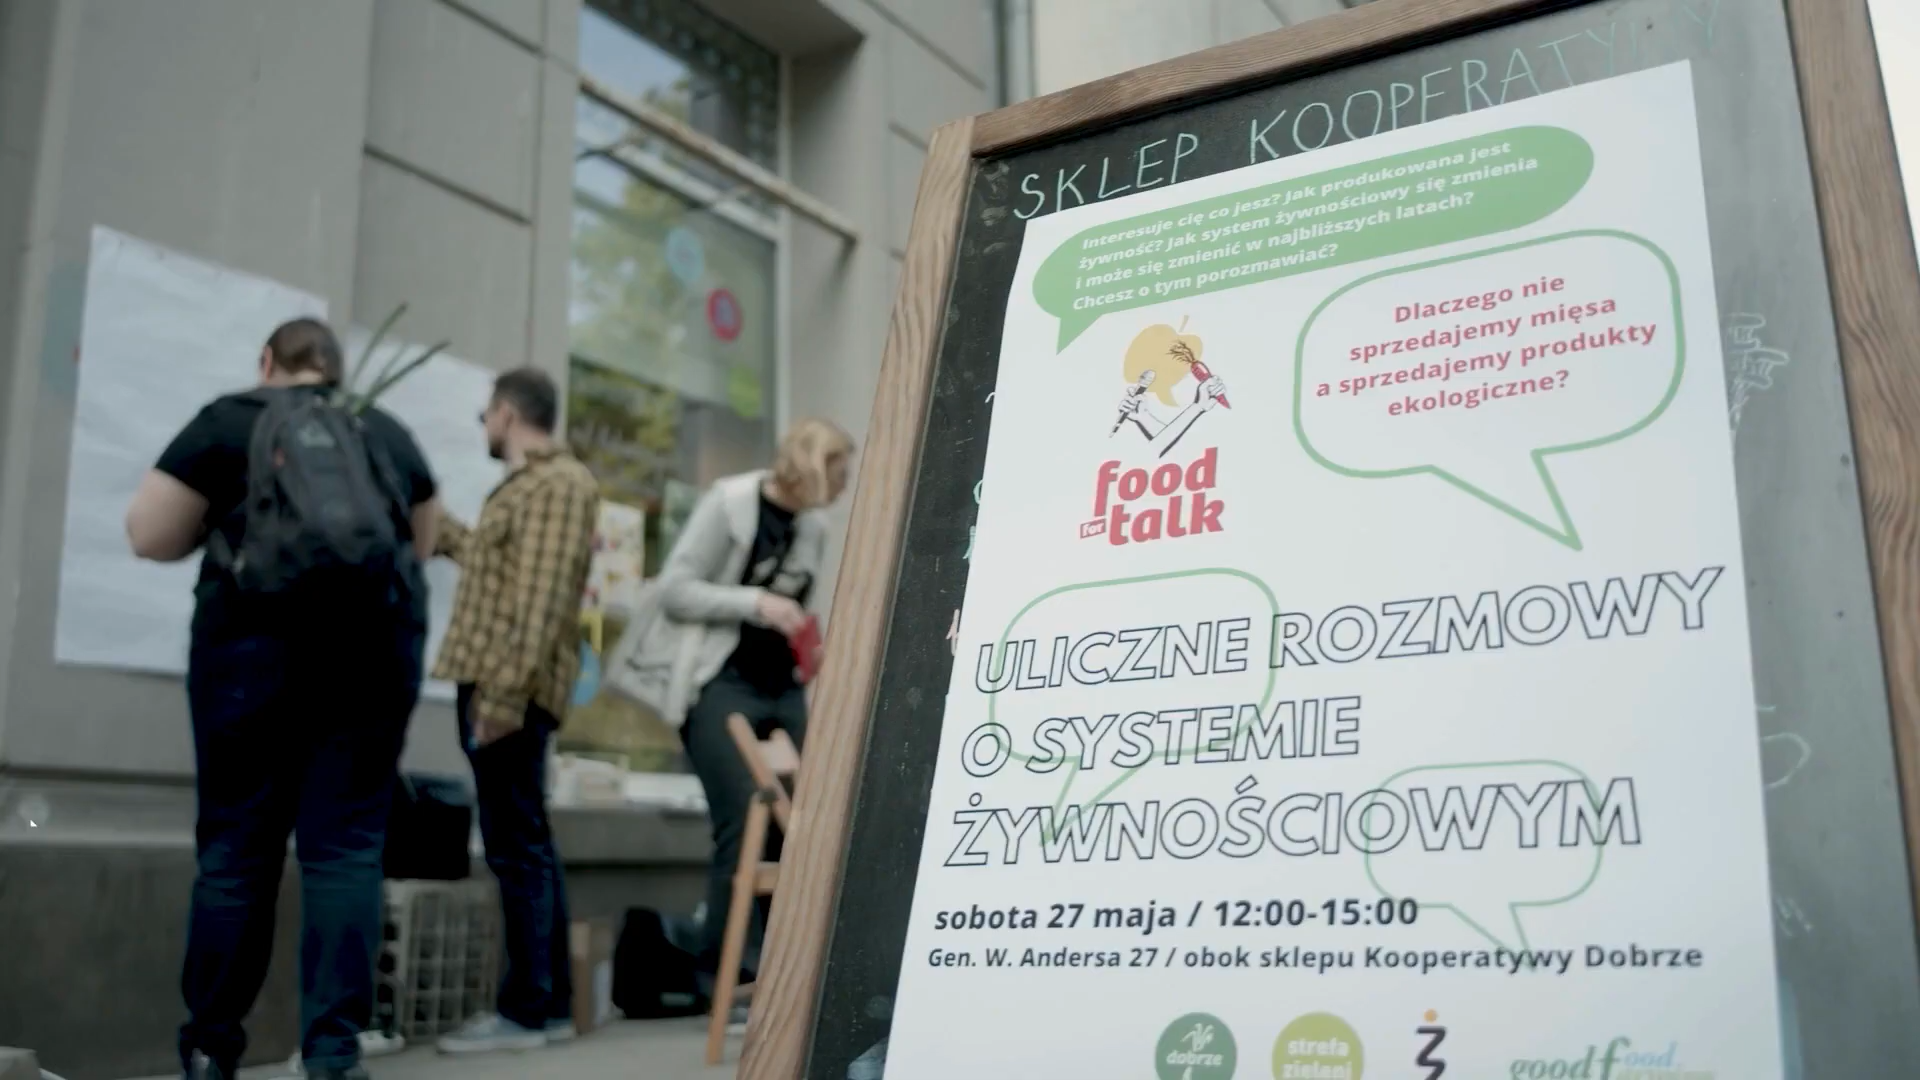 SKLEP KOOPERATYWY
Interesuje cię co jesz? Jak produkowana jest
żywność? Jak system żywnościowy się zmienia
i może się zmienić w najbliższych latach?
Chcesz o tym porozmawiać?
Dlaczego nie
sprzedajemy mięsa
a sprzedajemy produkty
ekologiczne?
food
for talk
ULICZNE ROZMOWY
O SYSTEMIE
ŻYWNOŚCIOWYM
sobota 27 maja / 12:00-15:00
Gen. W. Andersa 27 / obok sklepu Kooperatywy Dobrze
dobrze
strefa
zieleni
good food